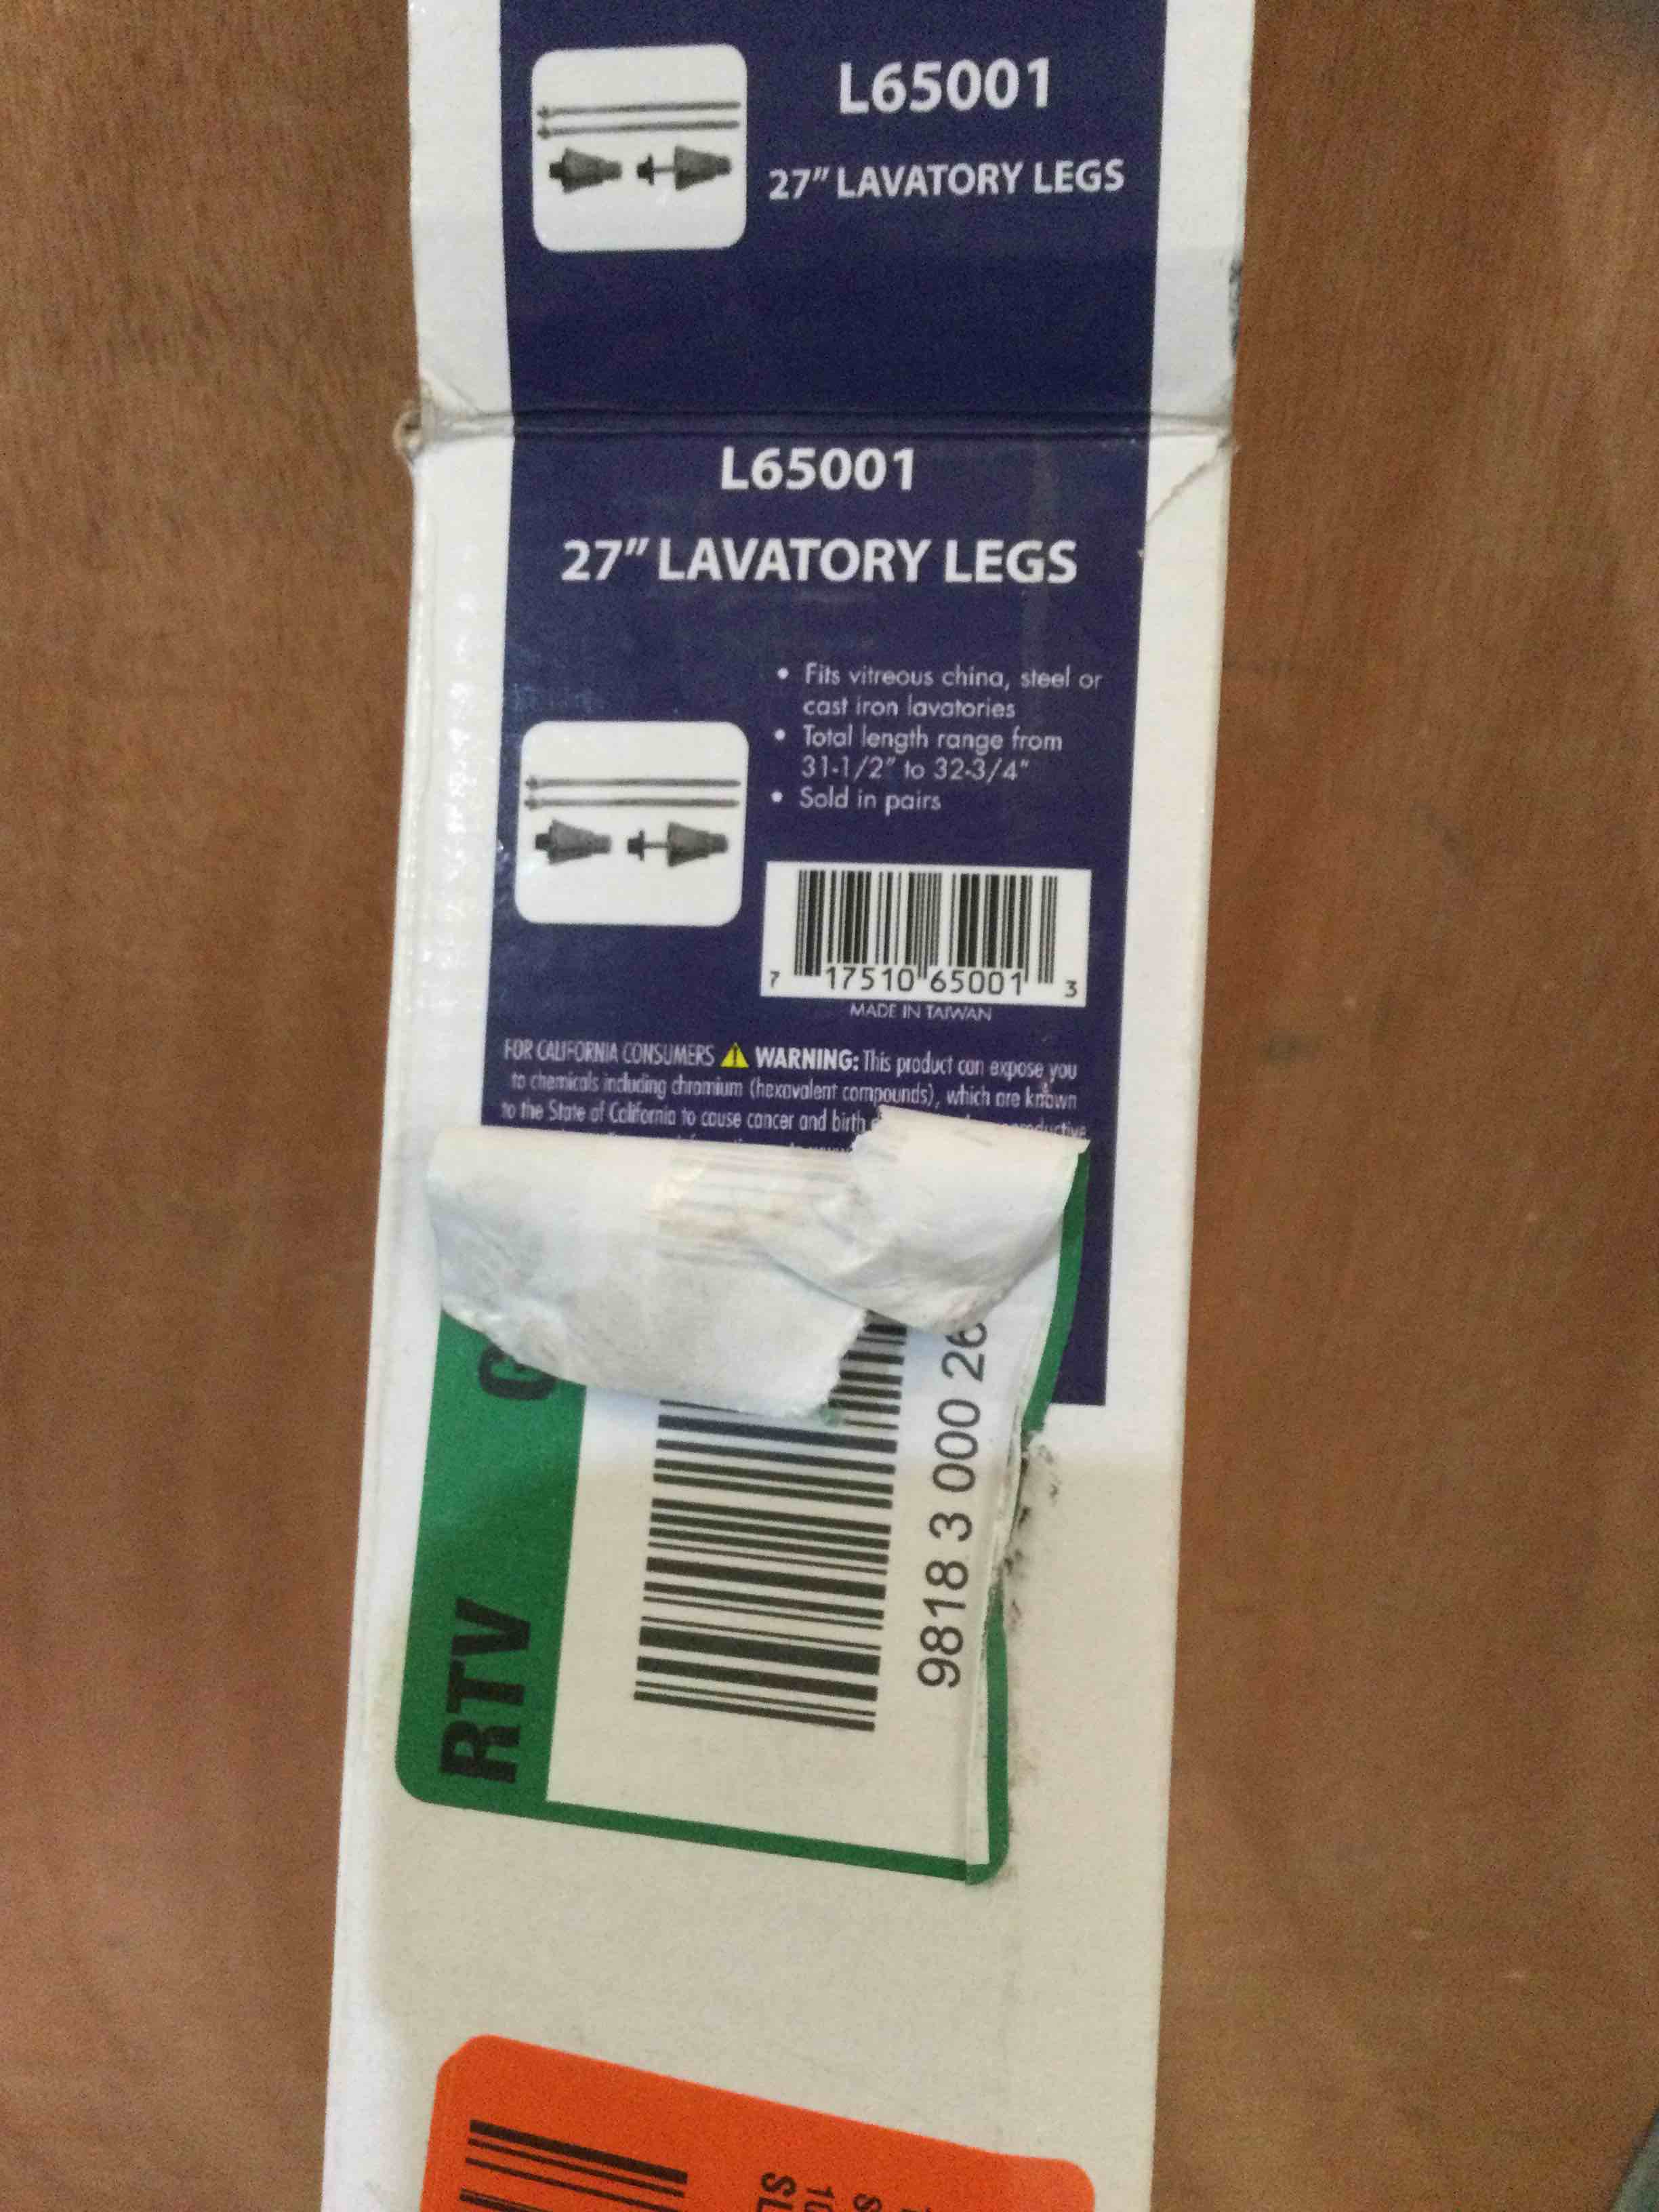 L65001
27" LAVATORY LEGS
L65001
27" LAVATORY LEGS
• Fits vitreous china, steel or
cast iron lavatories
• Total length range from
31-1/2" to 32-3/4"
• Sold in pairs
7 17510 65001 3
MADE IN TAIWAN
FOR CALIFORNIA CONSUMERS ⚠ WARNING: This product can expose you
to chemicals including chromium (hexavalent compounds), which are known
to the State of California to cause cancer and birth
RTV
9818 3 000 26